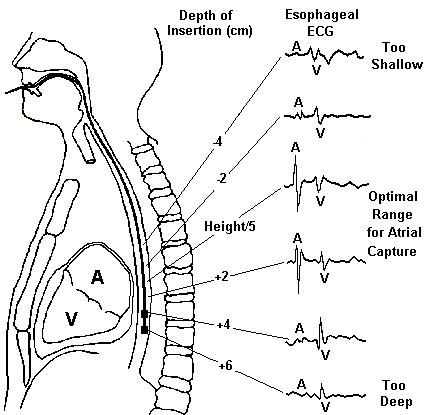 Depth of
Insertion (cm)
Esophageal
ECG
A
V
Too
Shallow
-4
A
V
-2
A
V
Height/5
Optimal
Range
for Atrial
Capture
A
V
+2
A
V
+4
A
V
+6
Too
Deep
A
V